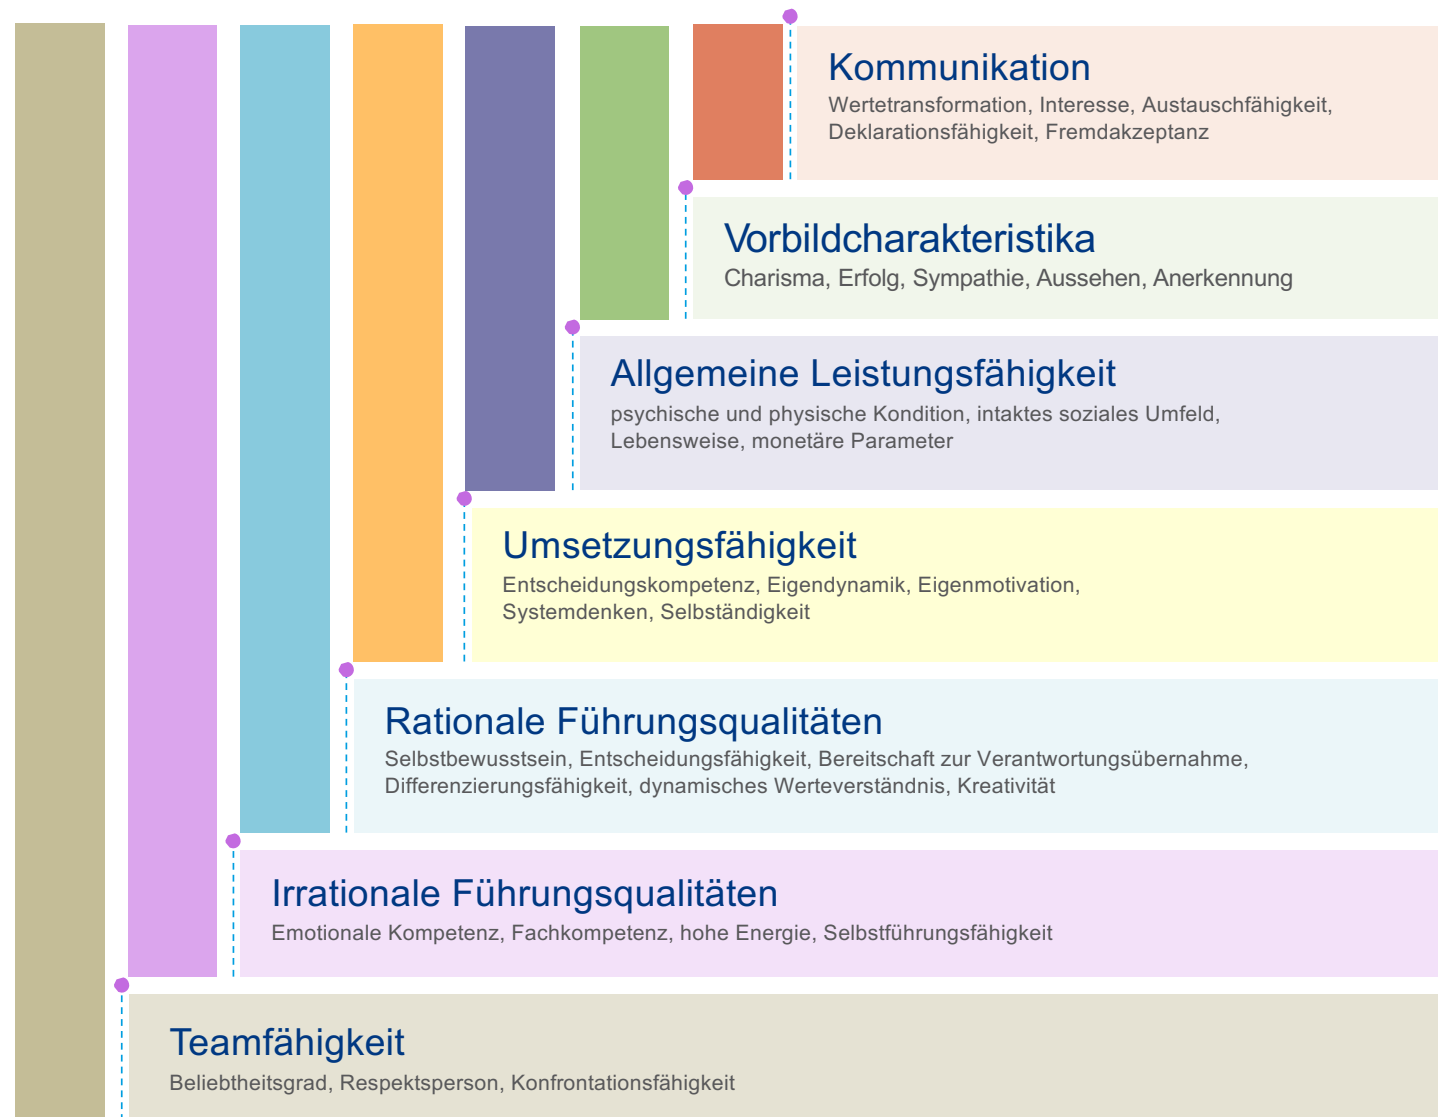 Kommunikation
Wertetransformation, Interesse, Austauschfähigkeit,
Deklarationsfähigkeit, Fremdakzeptanz
Vorbildcharakteristika
Charisma, Erfolg, Sympathie, Aussehen, Anerkennung
Allgemeine Leistungsfähigkeit
psychische und physische Kondition, intaktes soziales Umfeld,
Lebensweise, monetäre Parameter
Umsetzungsfähigkeit
Entscheidungskompetenz, Eigendynamik, Eigenmotivation,
Systemdenken, Selbständigkeit
Rationale Führungsqualitäten
Selbstbewusstsein, Entscheidungsfähigkeit, Bereitschaft zur Verantwortungsübernahme,
Differenzierungsfähigkeit, dynamisches Werteverständnis, Kreativität
Irrationale Führungsqualitäten
Emotionale Kompetenz, Fachkompetenz, hohe Energie, Selbstführungsfähigkeit
Teamfähigkeit
Beliebtheitsgrad, Respektsperson, Konfrontationsfähigkeit